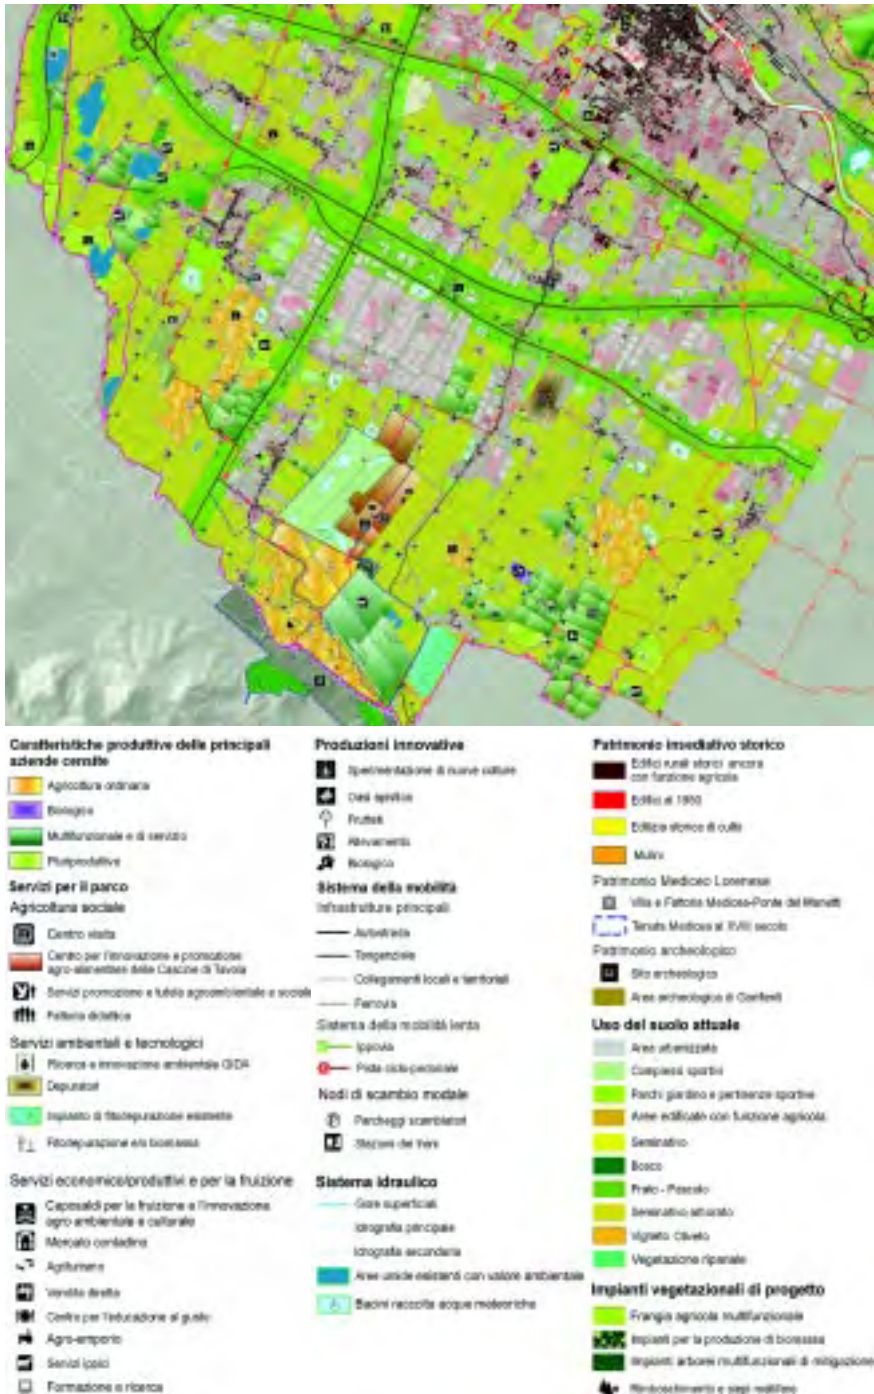 Caratteristiche produttive delle principali
aziende censite
Agricoltura ordinaria
Biologico
Multifunzionale e di servizio
Pluriproduttive
Servizi per il parco
Agricoltura sociale
Centro visita
Centro per l'innovazione e promozione
agro-alimentare delle Cascine di Tavola
Servizi promozione e tutela agroambientale e sociale
Fattoria didattica
Servizi ambientali e tecnologici
Ricerca e innovazione ambientale GIDA
Depuratori
Impianto di fitodepurazione esistente
Fitodepurazione e/o biomassa
Servizi economico/produttivi e per la fruizione
Caposaldi per la fruizione e l'innovazione
agro ambientale e culturale
Mercato contadino
Agriturismo
Vendita diretta
Centro per l'educazione al gusto
Agro-emporio
Servizi ippici
Formazione e ricerca
Produzioni innovative
Sperimentazione di nuove colture
Oasi apistica
Frutteti
Allevamento
Biologico
Sistema della mobilità
Infrastrutture principali
Autostrada
Tangenziale
Collegamenti locali e territoriali
Ferrovia
Sistema della mobilità lenta
Ippovia
Pista ciclo-pedonale
Nodi di scambio modale
Parcheggi scambiatori
Stazioni dei treni
Sistema idraulico
Gore superficiali
Idrografia principale
Idrografia secondaria
Aree umide esistenti con valore ambientale
Bacini raccolta acque meteoriche
Patrimonio insediativo storico
Edifici rurali storici ancora
con funzione agricola
Edifici al
Edilizia storica di culto
Mulini
Patrimonio Mediceo Lorenese
Villa e Fattoria Medicea-Ponte del Manetti
Tenuta Medicea al XVIII secolo
Patrimonio archeologico
Sito archeologico
Area archeologica di Gonfienti
Uso del suolo attuale
Area urbanizzata
Complessi sportivi
Parchi giardino e pertinenze sportive
Aree edificate con funzione agricola
Seminativo
Bosco
Prato - Pascolo
Seminativo arborato
Vigneto Oliveto
Vegetazione ripariale
Impianti vegetazionali di progetto
Frangia agricola multifunzionale
Impianti per la produzione di biomassa
Impianti arborei multifunzionali di mitigazione
Rimboschimento e siepi